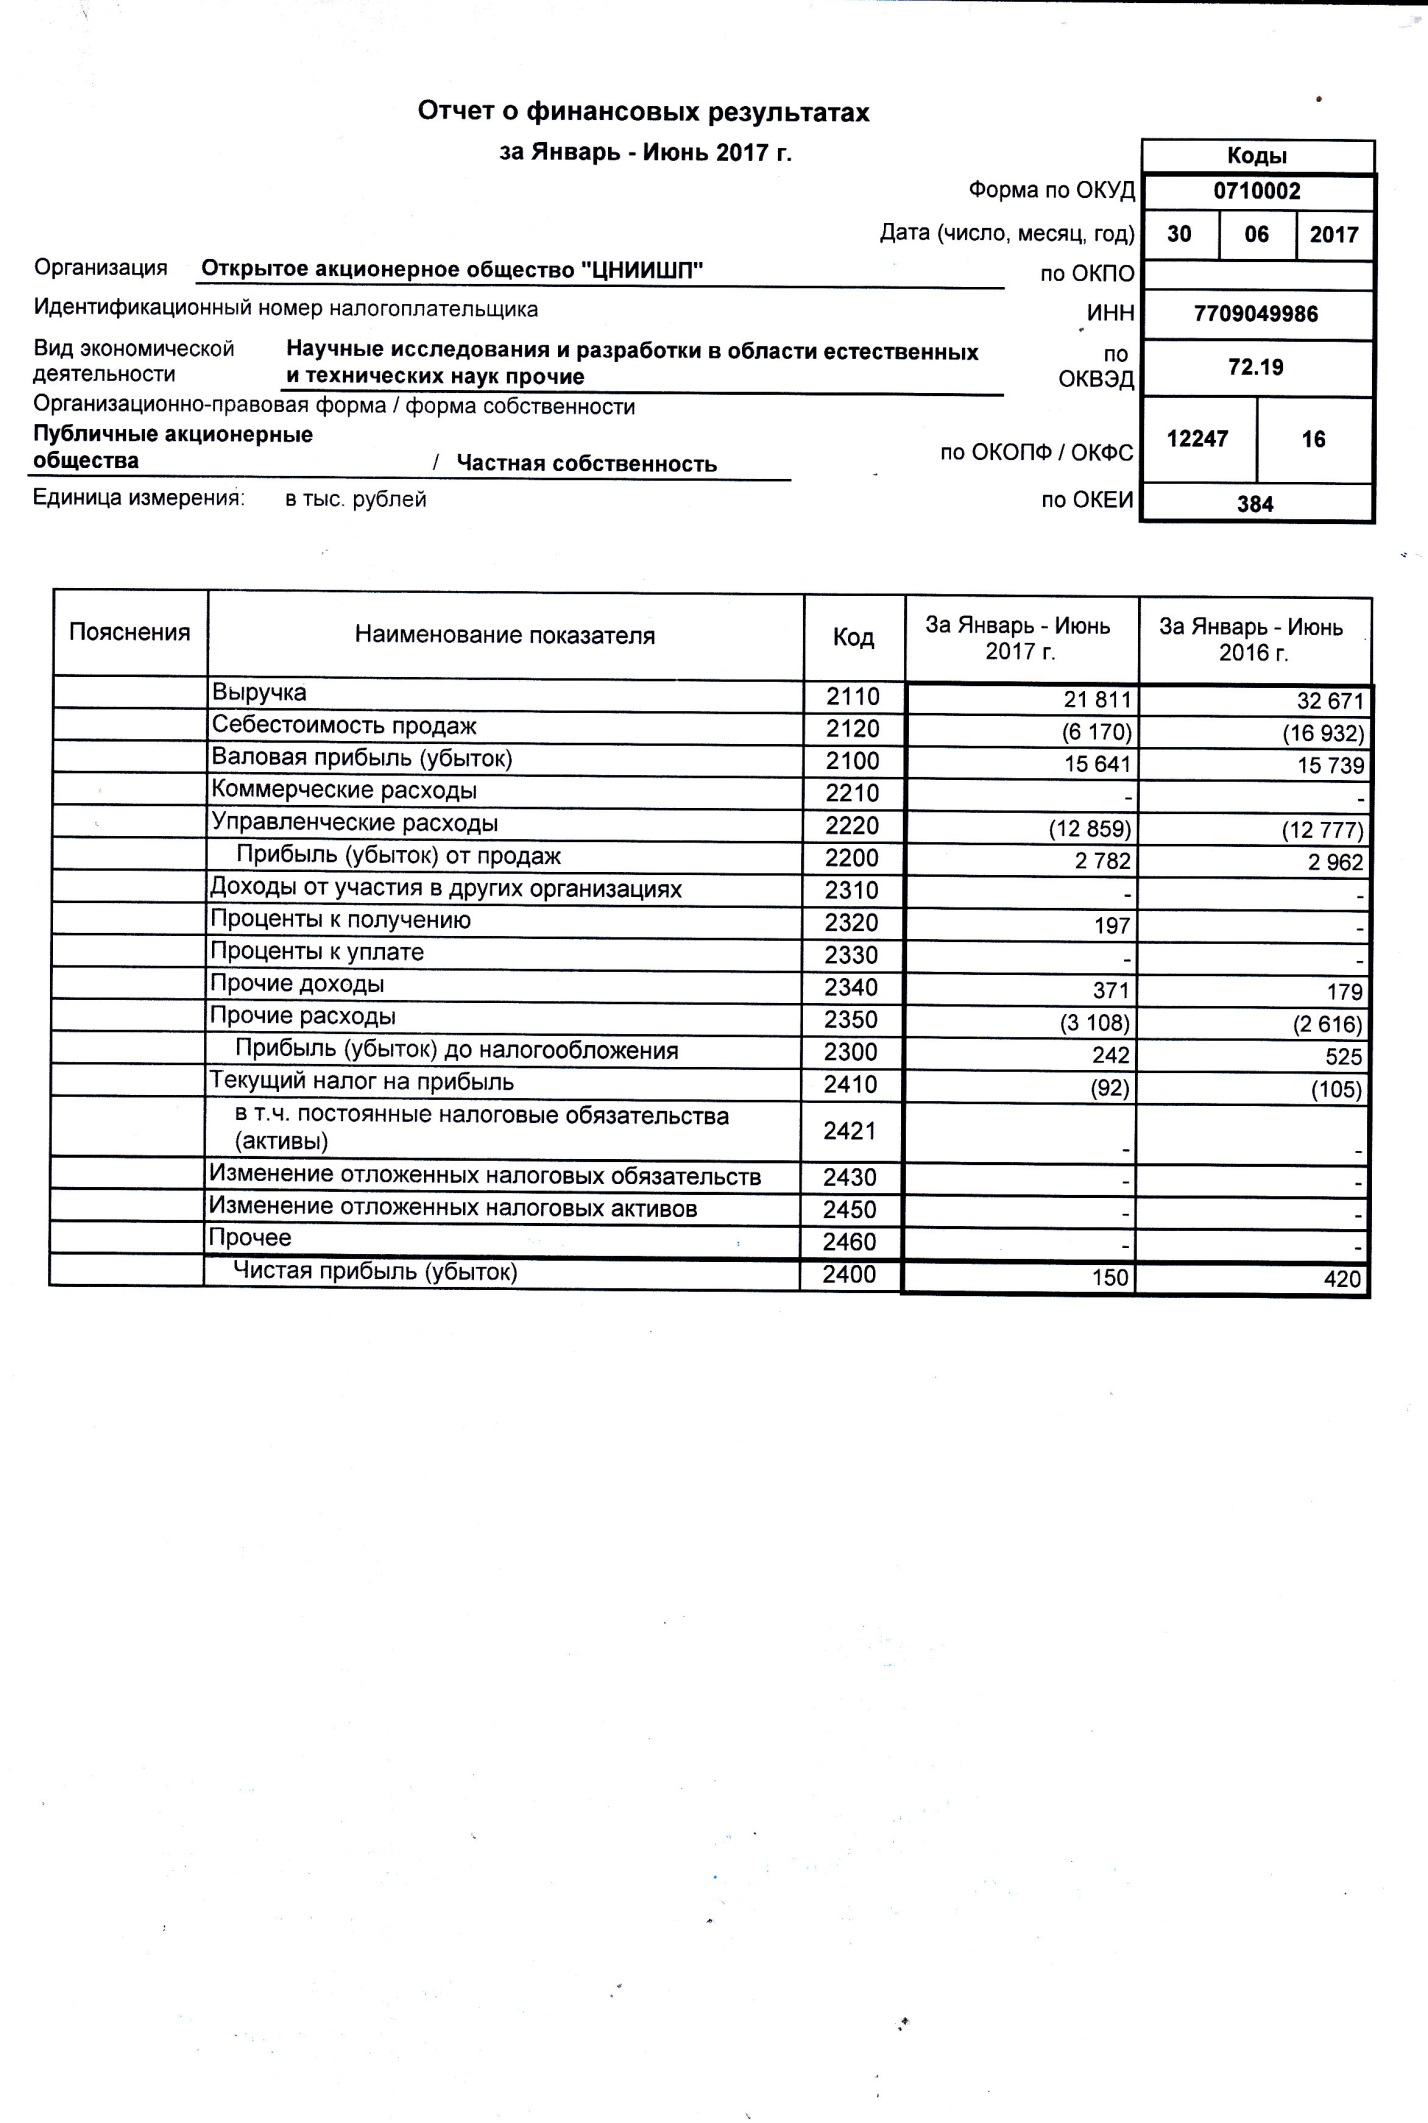 Отчет о финансовых результатах
за Январь - Июнь 2017 г.
Коды
Форма по ОКУД 0710002
Дата (число, месяц, год) 30 06 2017
Организация Открытое акционерное общество "ЦНИИШП" по ОКПО
Идентификационный номер налогоплательщика ИНН 7709049986
Вид экономической деятельности Научные исследования и разработки в области естественных
и технических наук прочие по ОКВЭД 72.19
Организационно-правовая форма / форма собственности
Публичные акционерные
общества / Частная собственность по ОКОПФ / ОКФС 12247 16
Единица измерения: в тыс. рублей по ОКЕИ 384
Пояснения Наименование показателя Код За Январь - Июнь 2017 г. За Январь - Июнь 2016 г.
Выручка 2110 21 811 32 671
Себестоимость продаж 2120 (6 170) (16 932)
Валовая прибыль (убыток) 2100 15 641 15 739
Коммерческие расходы 2210 - -
Управленческие расходы 2220 (12 859) (12 777)
Прибыль (убыток) от продаж 2200 2 782 2 962
Доходы от участия в других организациях 2310 - -
Проценты к получению 2320 197 -
Проценты к уплате 2330 - -
Прочие доходы 2340 371 179
Прочие расходы 2350 (3 108) (2 616)
Прибыль (убыток) до налогообложения 2300 242 525
Текущий налог на прибыль 2410 (92) (105)
в т.ч. постоянные налоговые обязательства
(активы) 2421 - -
Изменение отложенных налоговых обязательств 2430 - -
Изменение отложенных налоговых активов 2450 - -
Прочее 2460 - -
Чистая прибыль (убыток) 2400 150 420